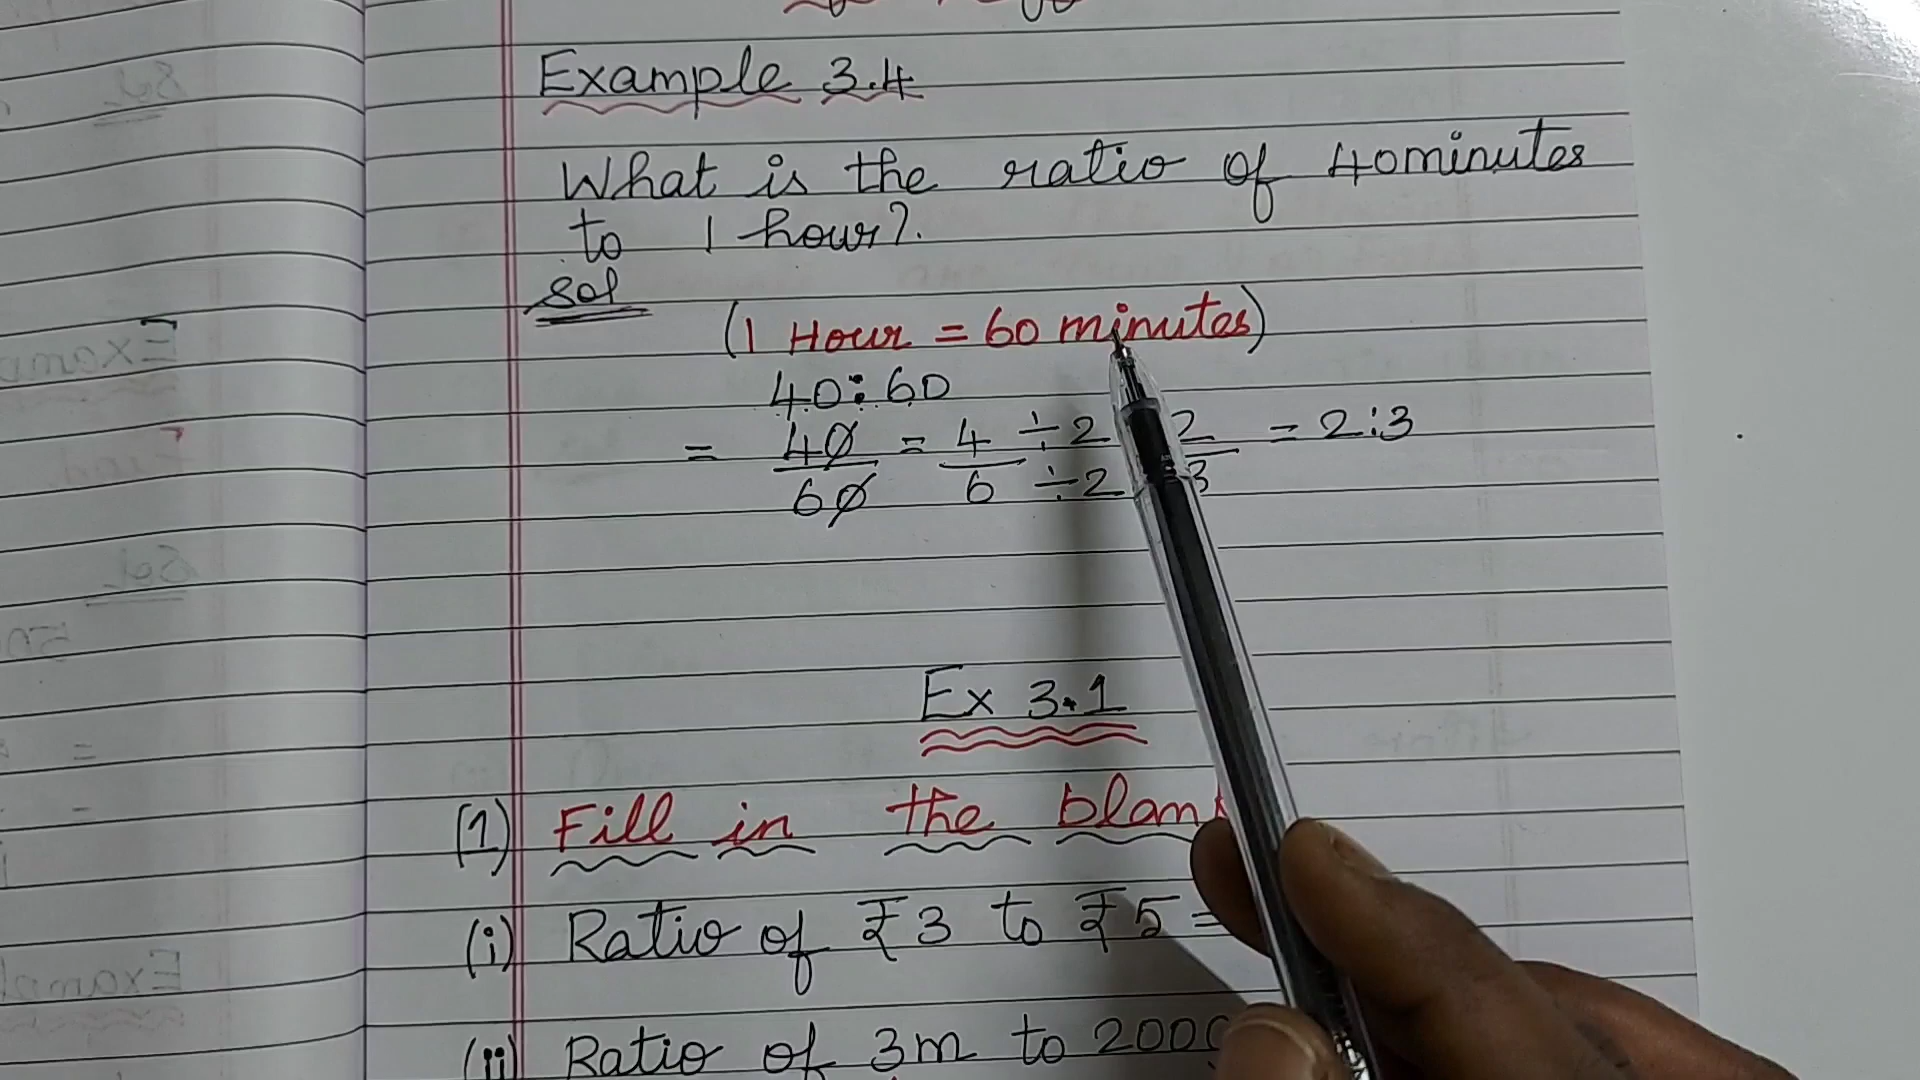 Example 3.4
What is the ratio of 40minutes
to 1 hour?.
Sol
(1 Hour = 60 minutes)
40:60
= 40/60 = 4 ÷2/6 ÷2 2/3 = 2:3
Ex 3.1
(1) Fill in the blan
(i) Ratio of ₹3 to ₹5 =
(ii) Ratio of 3m to 200